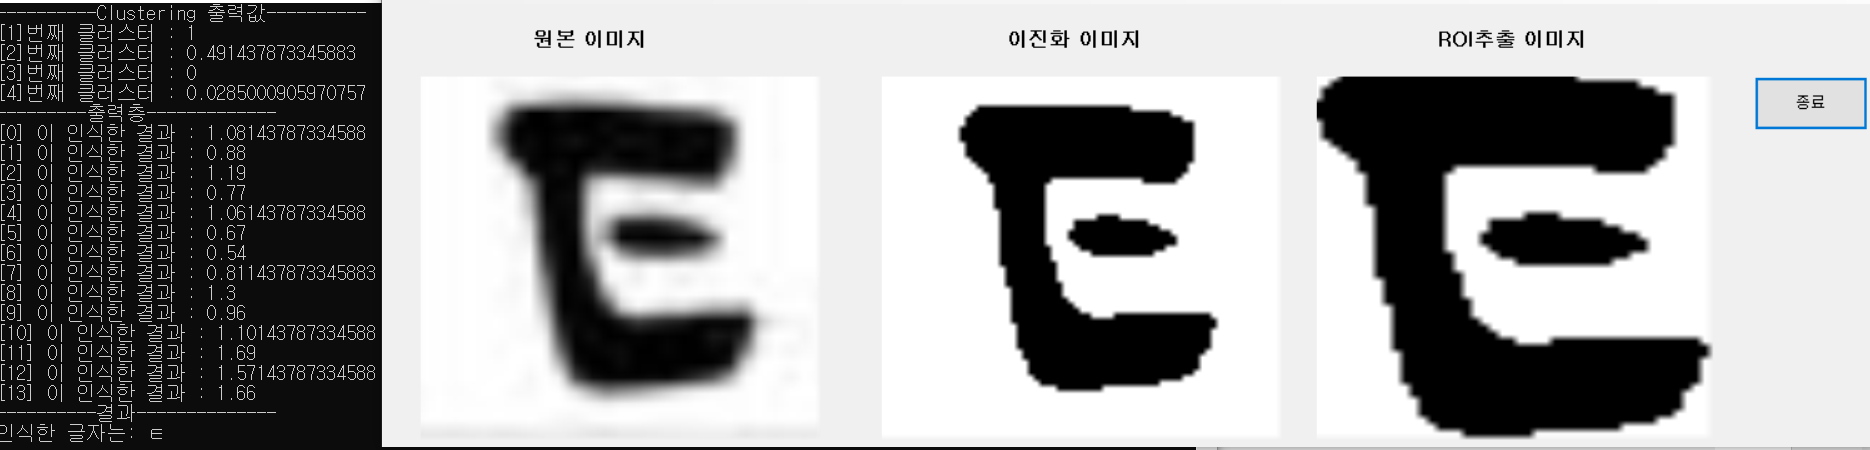 ----------Clustering 출력값----------
[1]번째 클러스터 : 1
[2]번째 클러스터 : 0.491437873345883
[3]번째 클러스터 : 0
[4]번째 클러스터 : 0.0285000905970757
---------출력층-------------
[0] 이 인식한 결과 : 1.08143787334588
[1] 이 인식한 결과 : 0.88
[2] 이 인식한 결과 : 1.19
[3] 이 인식한 결과 : 0.77
[4] 이 인식한 결과 : 1.06143787334588
[5] 이 인식한 결과 : 0.67
[6] 이 인식한 결과 : 0.54
[7] 이 인식한 결과 : 0.811437873345883
[8] 이 인식한 결과 : 1.3
[9] 이 인식한 결과 : 0.96
[10] 이 인식한 결과 : 1.10143787334588
[11] 이 인식한 결과 : 1.69
[12] 이 인식한 결과 : 1.57143787334588
[13] 이 인식한 결과 : 1.66
----------결과--------------
인식한 글자는: ㅌ
원본 이미지
이진화 이미지
ROI추출 이미지
ㅌ
ㅌ
ㅌ
종료